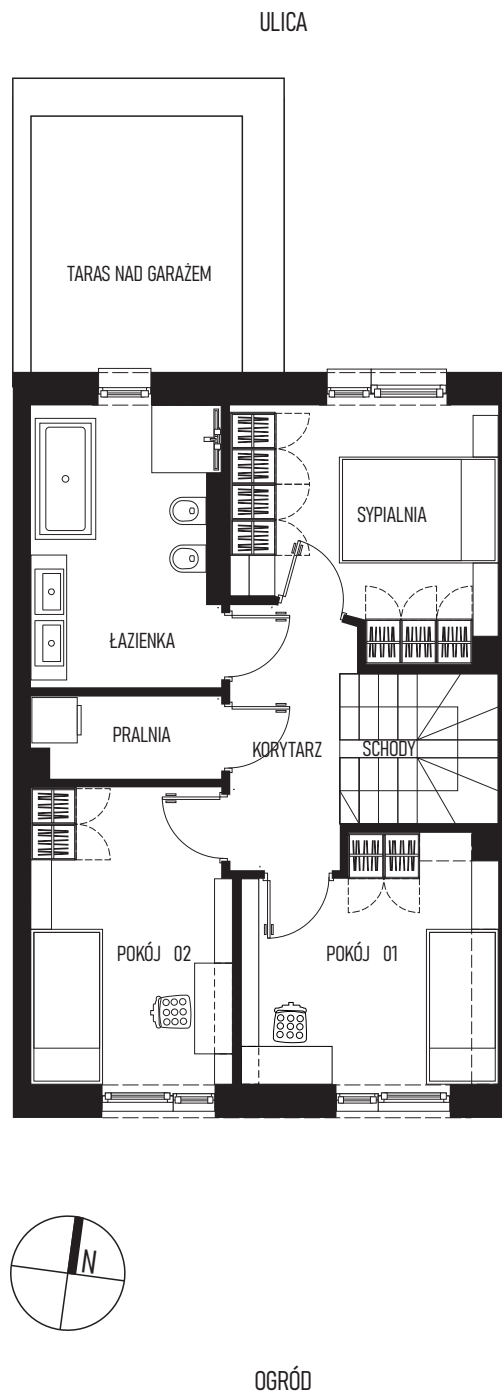 ULICA
TARAS NAD GARAŻEM
SYPIALNIA
ŁAZIENKA
PRALNIA
KORYTARZ
SCHODY
POKÓJ 02
POKÓJ 01
N
OGRÓD